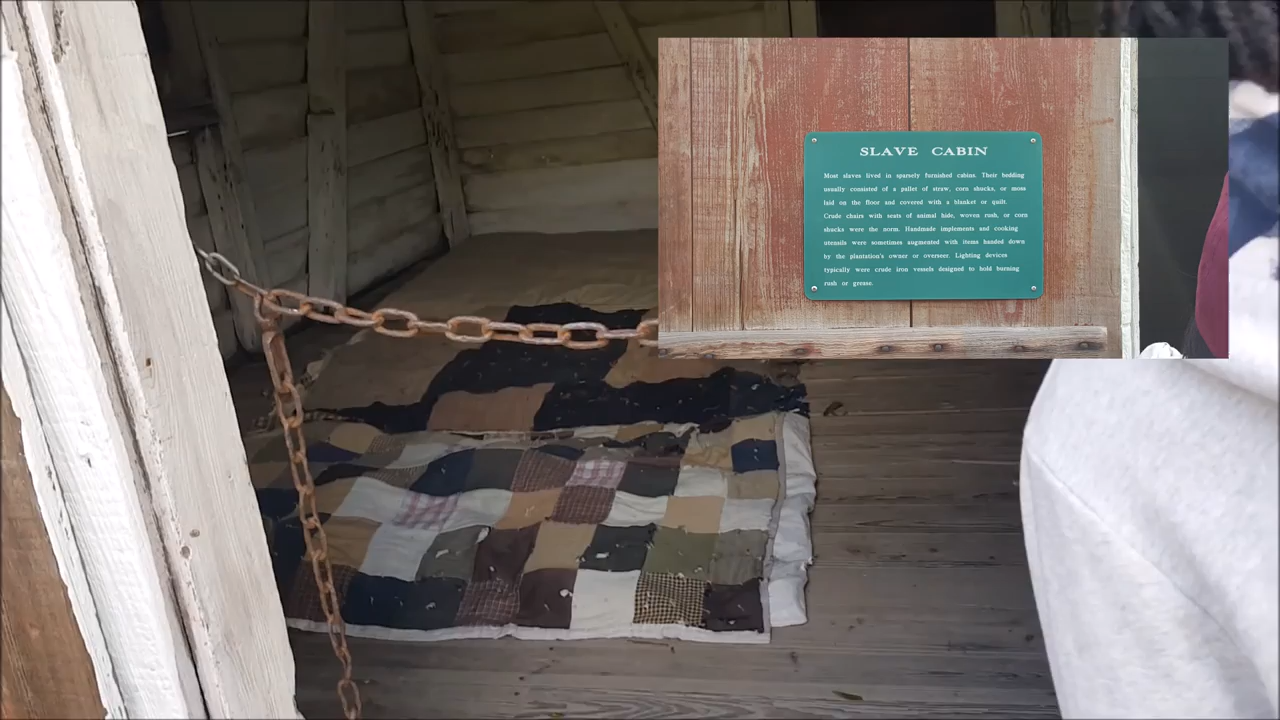 SLAVE CABIN
Most slaves lived in sparsely furnished cabins. Their bedding
usually consisted of a pallet of straw, corn shucks, or moss
laid on the floor and covered with a blanket or quilt.
Crude chairs with seats of animal hide, woven rush, or corn
shucks were the norm. Handmade implements and cooking
utensils were sometimes augmented with items handed down
by the plantation's owner or overseer. Lighting devices
typically were crude iron vessels designed to hold burning
rush or grease.